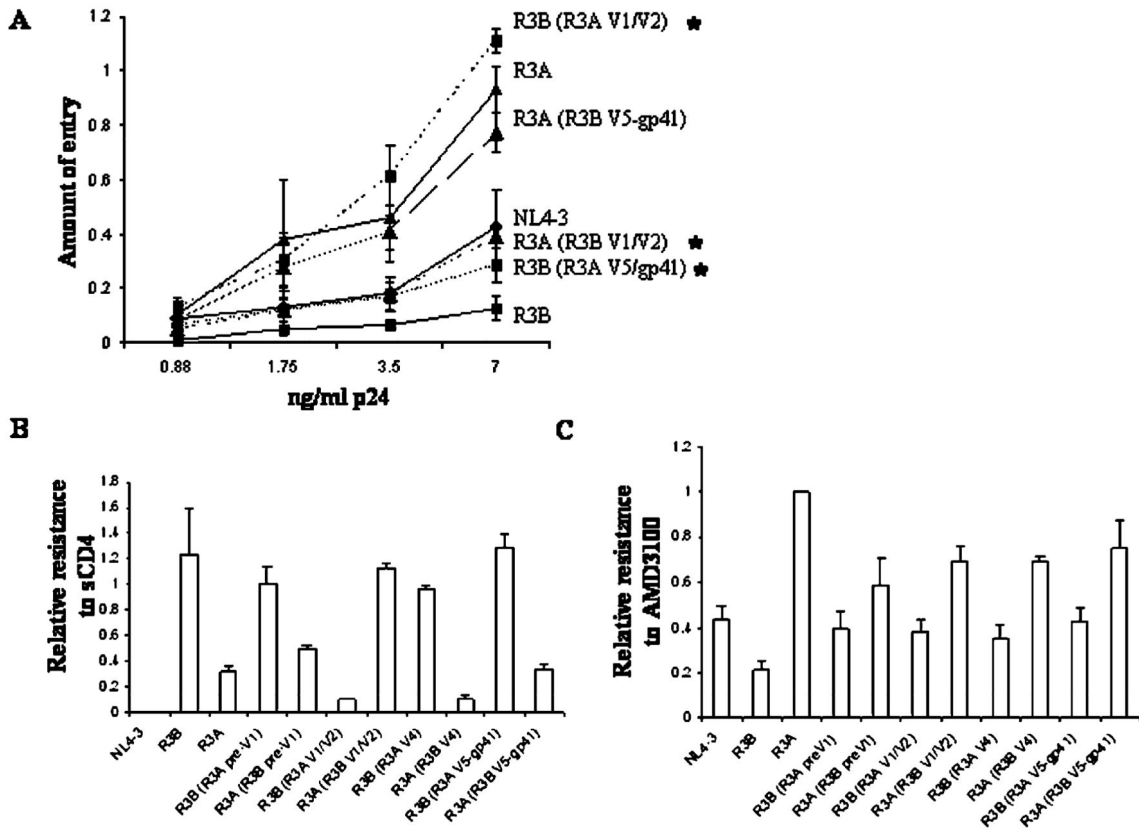 A
Amount of entry
1.2
1
0.8
0.6
0.4
0.2
0
0.88
1.75
3.5
7
ng/ml p24
R3B (R3A V1/V2) *
R3A
R3A (R3B V5-gp41)
NL4-3
R3A (R3B V1/V2) *
R3B (R3A V5/gp41) *
R3B
B
Relative resistance
to sCD4
1.8
1.6
1.4
1.2
1
0.8
0.6
0.4
0.2
0
NL4-3
R3B
R3A
R3B (R3A pre-V1)
R3A (R3B pre-V1)
R3B (R3A V1/V2)
R3A (R3B V1/V2)
R3B (R3A V4)
R3A (R3B V4)
R3B (R3A V5-gp41)
R3A (R3B V5-gp41)
C
Relative resistance
to AMD3100
1.2
1
0.8
0.6
0.4
0.2
0
NL4-3
R3B
R3A
R3B (R3A preV1)
R3A (R3B preV1)
R3B (R3A V1/V2)
R3A (R3B V1/V2)
R3B (R3A V4)
R3A (R3B V4)
R3B (R3A V5-gp41)
R3A (R3B V5-gp41)